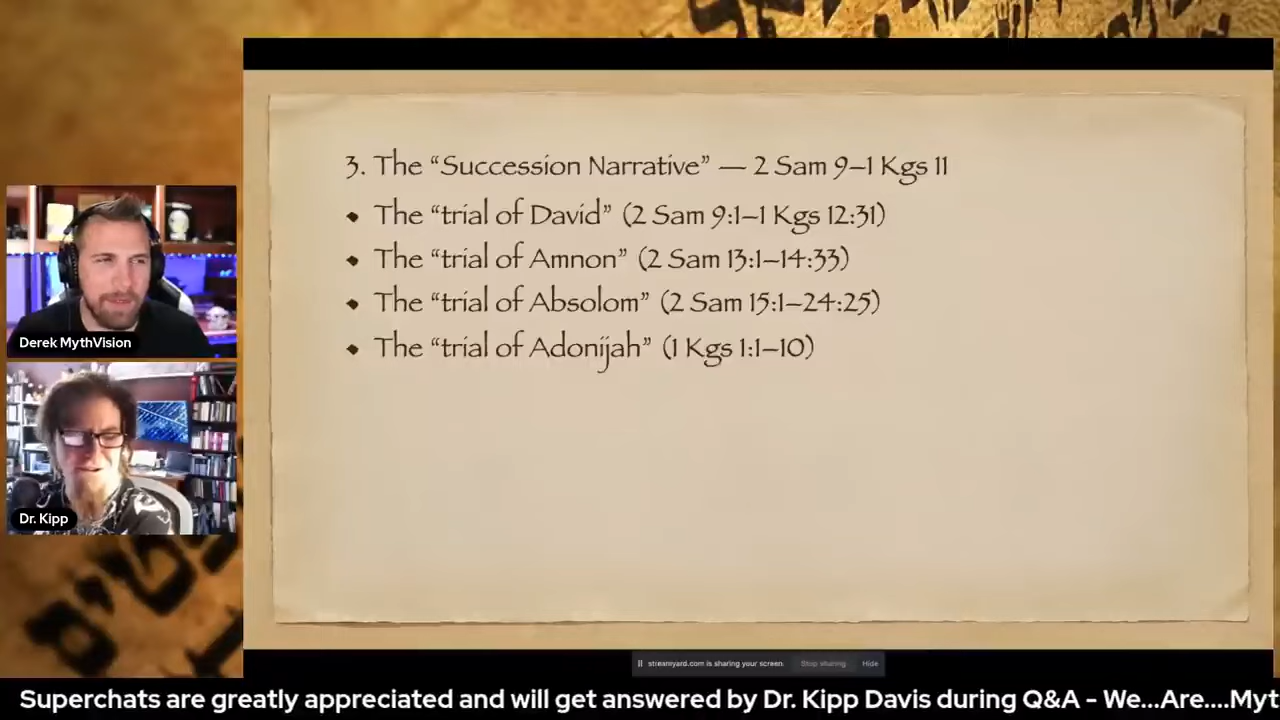 3. The “Succession Narrative” — 2 Sam 9–1 Kgs 11
• The “trial of David” (2 Sam 9:1–1 Kgs 12:31)
• The “trial of Amnon” (2 Sam 13:1–14:33)
• The “trial of Absolom” (2 Sam 15:1–24:25)
• The “trial of Adonijah” (1 Kgs 1:1–10)
Derek MythVision
Dr. Kipp
streamyard.com is sharing your screen. Stop sharing Hide
Superchats are greatly appreciated and will get answered by Dr. Kipp Davis during Q&A - We...Are....Myt